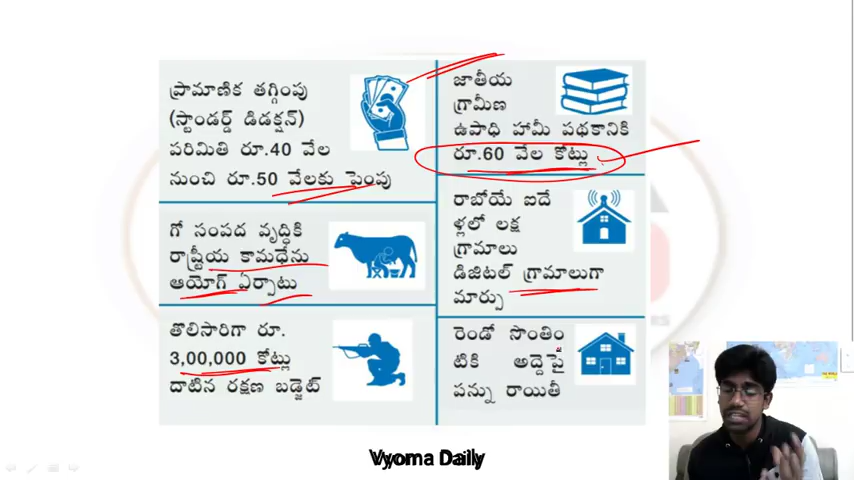 ప్రామాణిక తగ్గింపు
(స్టాండర్డ్ డిడక్షన్)
పరిమితి రూ.40 వేల
నుంచి రూ.50 వేలకు పెంపు
గో సంపద వృద్ధికి
రాష్ట్రీయ కామధేను
ఆయోగ్ ఏర్పాటు
తొలిసారిగా రూ.
3,00,000 కోట్లు
దాటిన రక్షణ బడ్జెట్
జాతీయ
గ్రామీణ
ఉపాధి హామీ పథకానికి
రూ.60 వేల కోట్లు
రాబోయే ఐదే
ళ్లలో లక్ష
గ్రామాలు
డిజిటల్ గ్రామాలుగా
మార్పు
రెండో సొంతిం
టికి అద్దెపై
పన్ను రాయితీ
Vyoma Daily